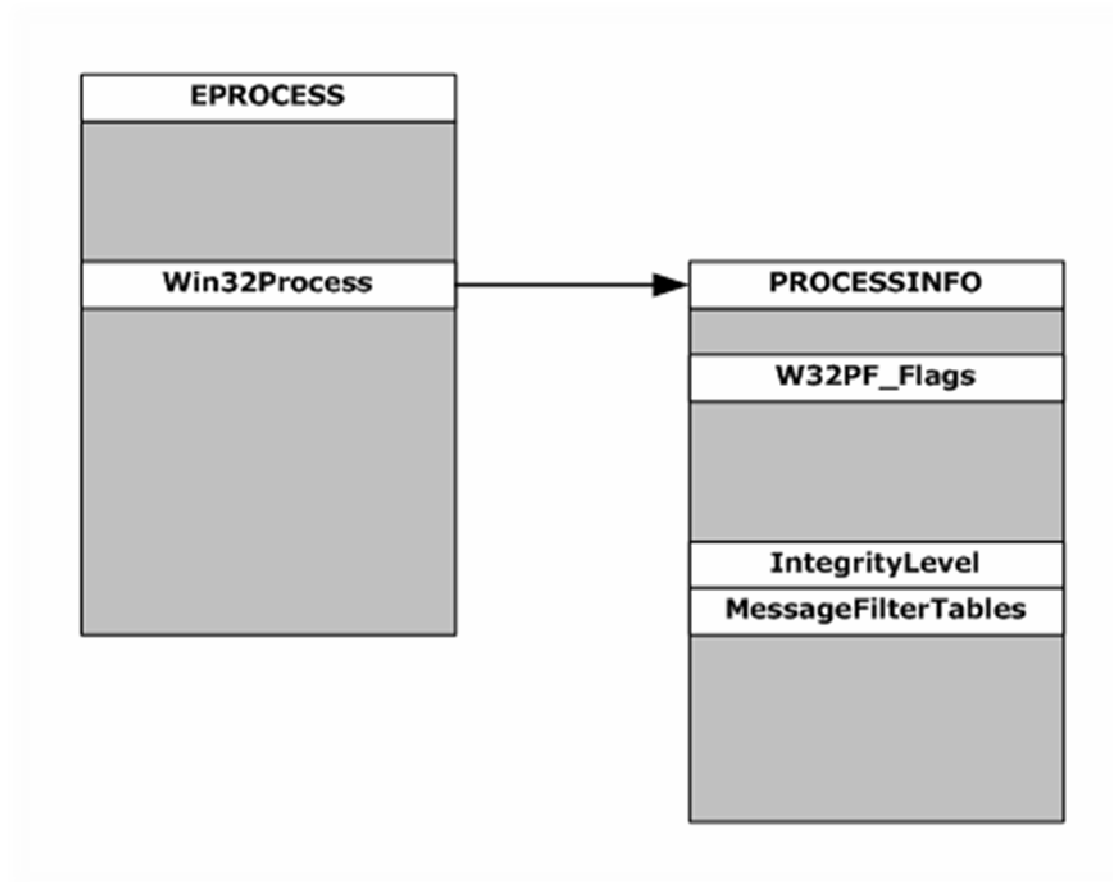 EPROCESS
Win32Process
PROCESSINFO
W32PF_Flags
IntegrityLevel
MessageFilterTables